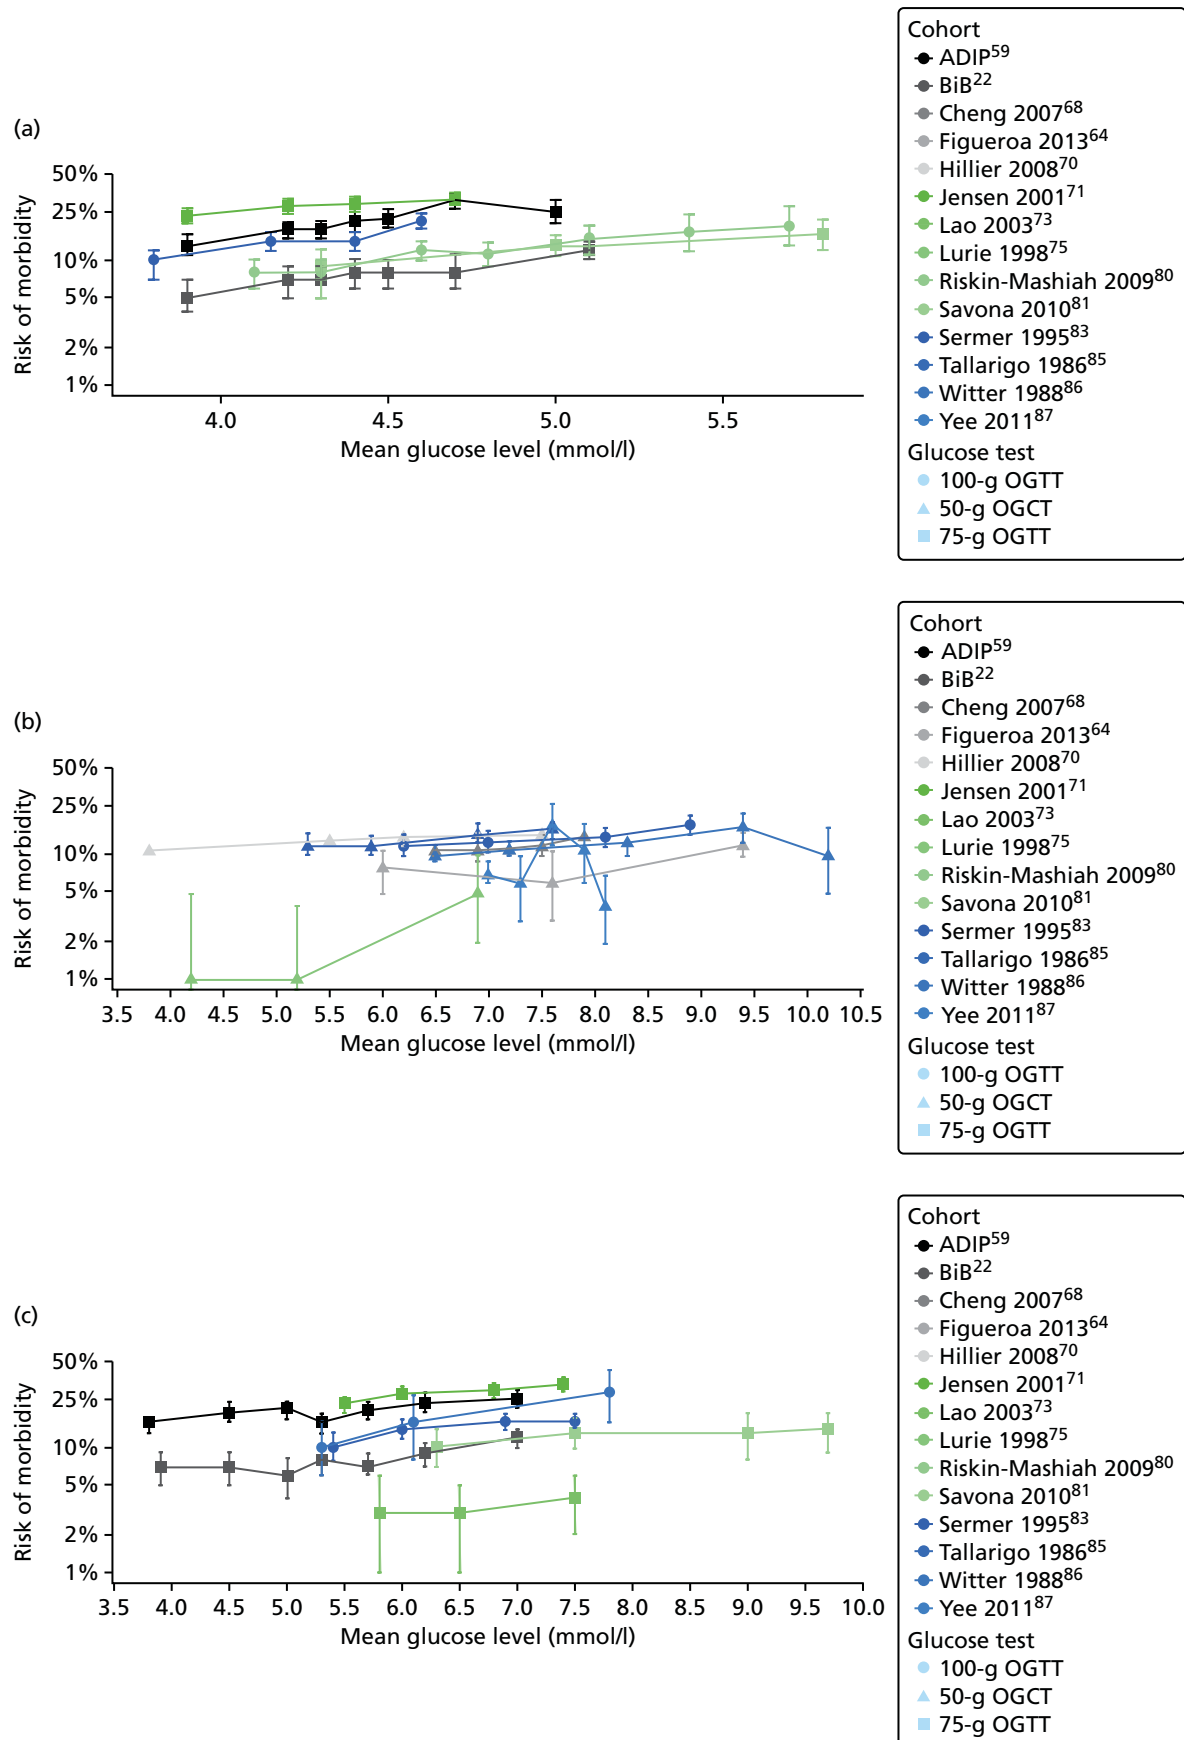 (a)
50%
25%
10%
5%
2%
1%
Risk of morbidity
4.0 4.5 5.0 5.5
Mean glucose level (mmol/l)
Cohort
ADIP59
BiB22
Cheng 200768
Figueroa 201364
Hillier 200870
Jensen 200171
Lao 200373
Lurie 199875
Riskin-Mashiah 200980
Savona 201081
Sermer 199583
Tallarigo 198685
Witter 198886
Yee 201187
Glucose test
100-g OGTT
50-g OGCT
75-g OGTT
(b)
50%
25%
10%
5%
2%
1%
Risk of morbidity
3.5 4.0 4.5 5.0 5.5 6.0 6.5 7.0 7.5 8.0 8.5 9.0 9.5 10.0 10.5
Mean glucose level (mmol/l)
Cohort
ADIP59
BiB22
Cheng 200768
Figueroa 201364
Hillier 200870
Jensen 200171
Lao 200373
Lurie 199875
Riskin-Mashiah 200980
Savona 201081
Sermer 199583
Tallarigo 198685
Witter 198886
Yee 201187
Glucose test
100-g OGTT
50-g OGCT
75-g OGTT
(c)
50%
25%
10%
5%
2%
1%
Risk of morbidity
3.5 4.0 4.5 5.0 5.5 6.0 6.5 7.0 7.5 8.0 8.5 9.0 9.5 10.0
Mean glucose level (mmol/l)
Cohort
ADIP59
BiB22
Cheng 200768
Figueroa 201364
Hillier 200870
Jensen 200171
Lao 200373
Lurie 199875
Riskin-Mashiah 200980
Savona 201081
Sermer 199583
Tallarigo 198685
Witter 198886
Yee 201187
Glucose test
100-g OGTT
50-g OGCT
75-g OGTT